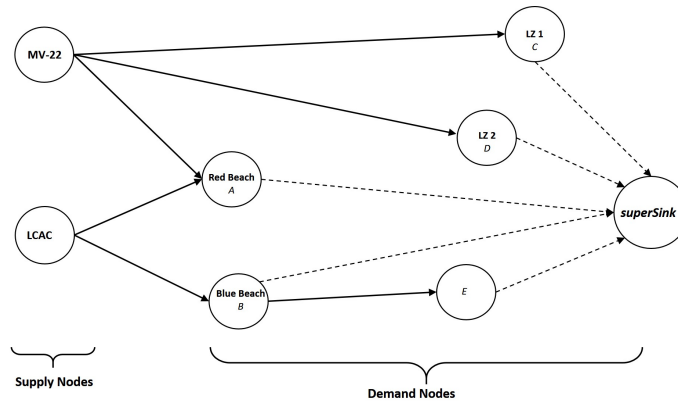 MV-22
LZ 1
C
LZ 2
D
Red Beach
A
superSink
LCAC
Blue Beach
B
E
Supply Nodes
Demand Nodes